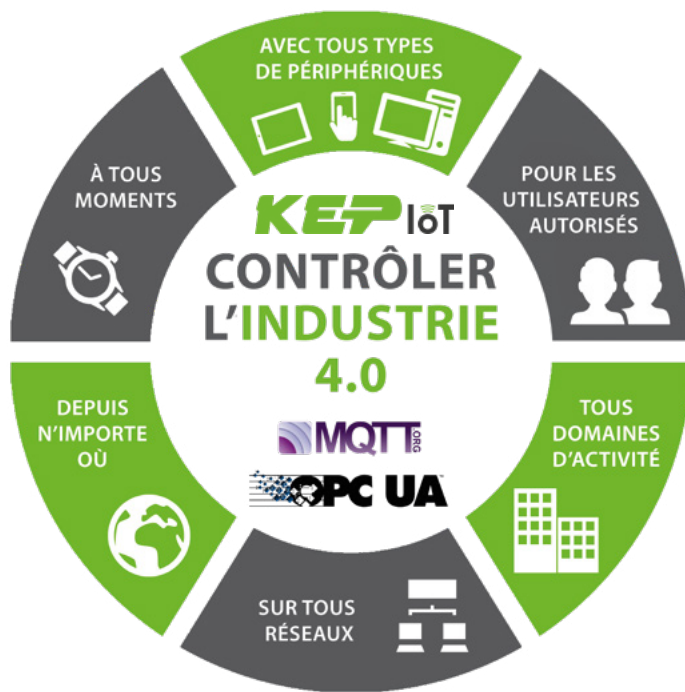 AVEC TOUS TYPES
DE PÉRIPHÉRIQUES
POUR LES
UTILISATEURS
AUTORISÉS
TOUS
DOMAINES
D'ACTIVITÉ
SUR TOUS
RÉSEAUX
DEPUIS
N'IMPORTE
OÙ
À TOUS
MOMENTS
KEP IoT
CONTRÔLER
L'INDUSTRIE
4.0
MQTT.ORG
OPC UA